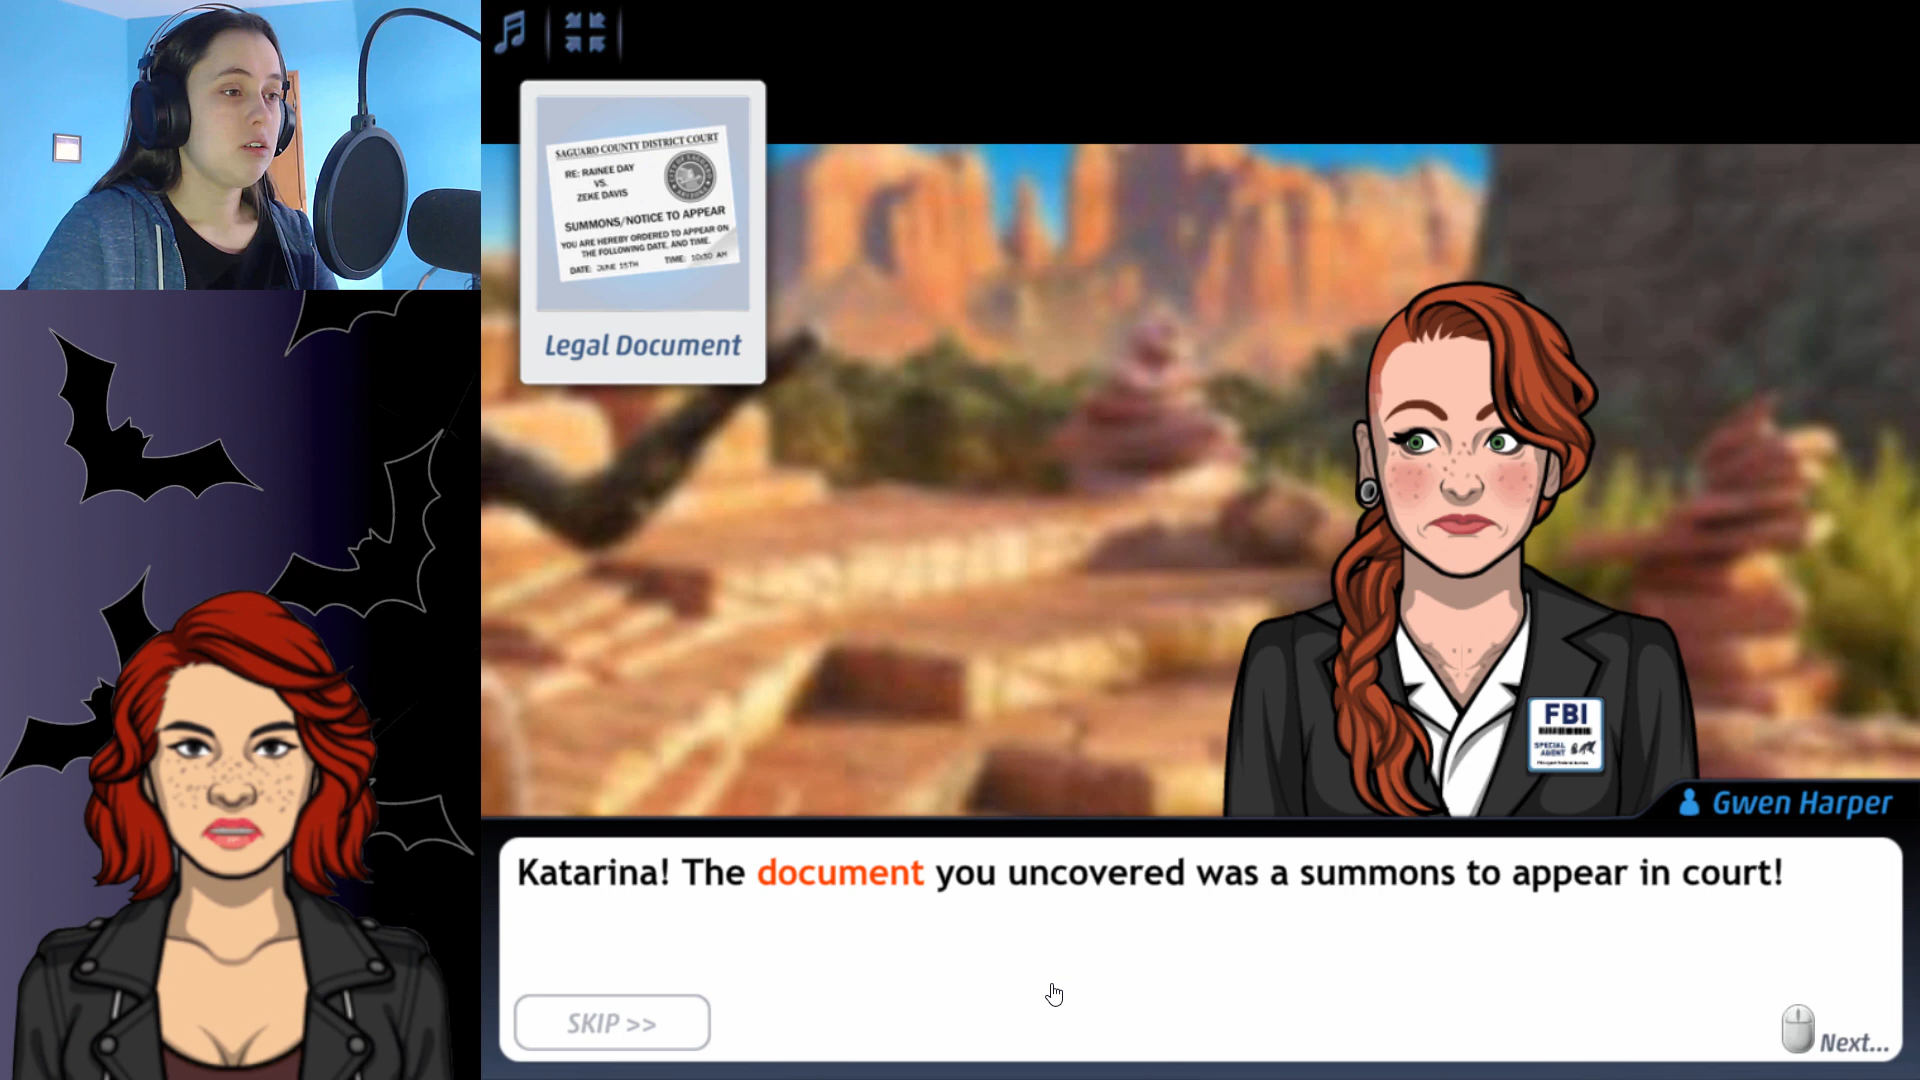 SAGUARO COUNTY DISTRICT COURT
RE: RAINEE DAY
VS.
ZEKE DAVIS
SUMMONS/NOTICE TO APPEAR
YOU ARE HEREBY ORDERED TO APPEAR ON
THE FOLLOWING DATE, AND TIME.
DATE: JUNE 15TH TIME: 10:30 AM
Legal Document
FBI
SPECIAL
AGENT
Gwen Harper
Katarina! The document you uncovered was a summons to appear in court!
SKIP >>
Next...